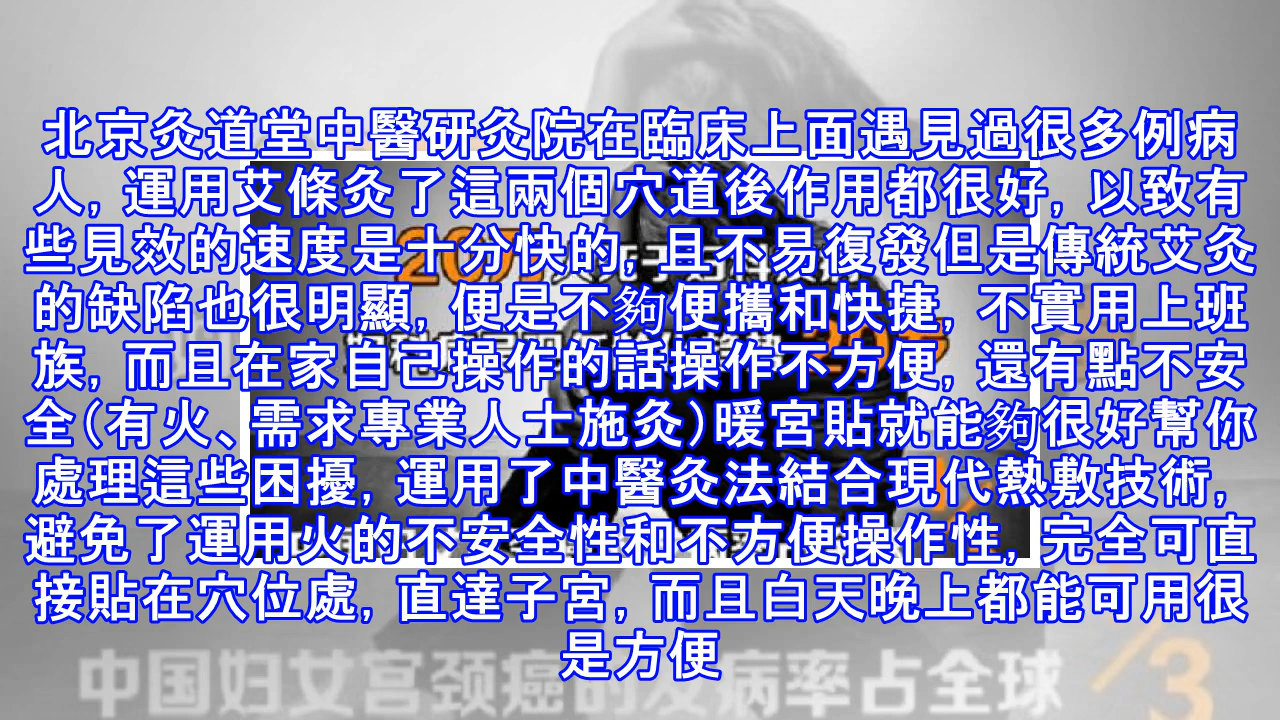 北京灸道堂中醫研灸院在臨床上面遇見過很多例病
人, 運用艾條灸了這兩個穴道後作用都很好, 以致有
些見效的速度是十分快的, 且不易復發但是傳統艾灸
的缺陷也很明顯, 便是不夠便攜和快捷, 不實用上班
族, 而且在家自己操作的話操作不方便, 還有點不安
全(有火、需求專業人士施灸)暖宮貼就能夠很好幫你
處理這些困擾, 運用了中醫灸法結合現代熱敷技術,
避免了運用火的不安全性和不方便操作性, 完全可直
接貼在穴位處, 直達子宮, 而且白天晚上都能可用很
是方便
中国妇女宫颈癌的发病率占全球 1/3